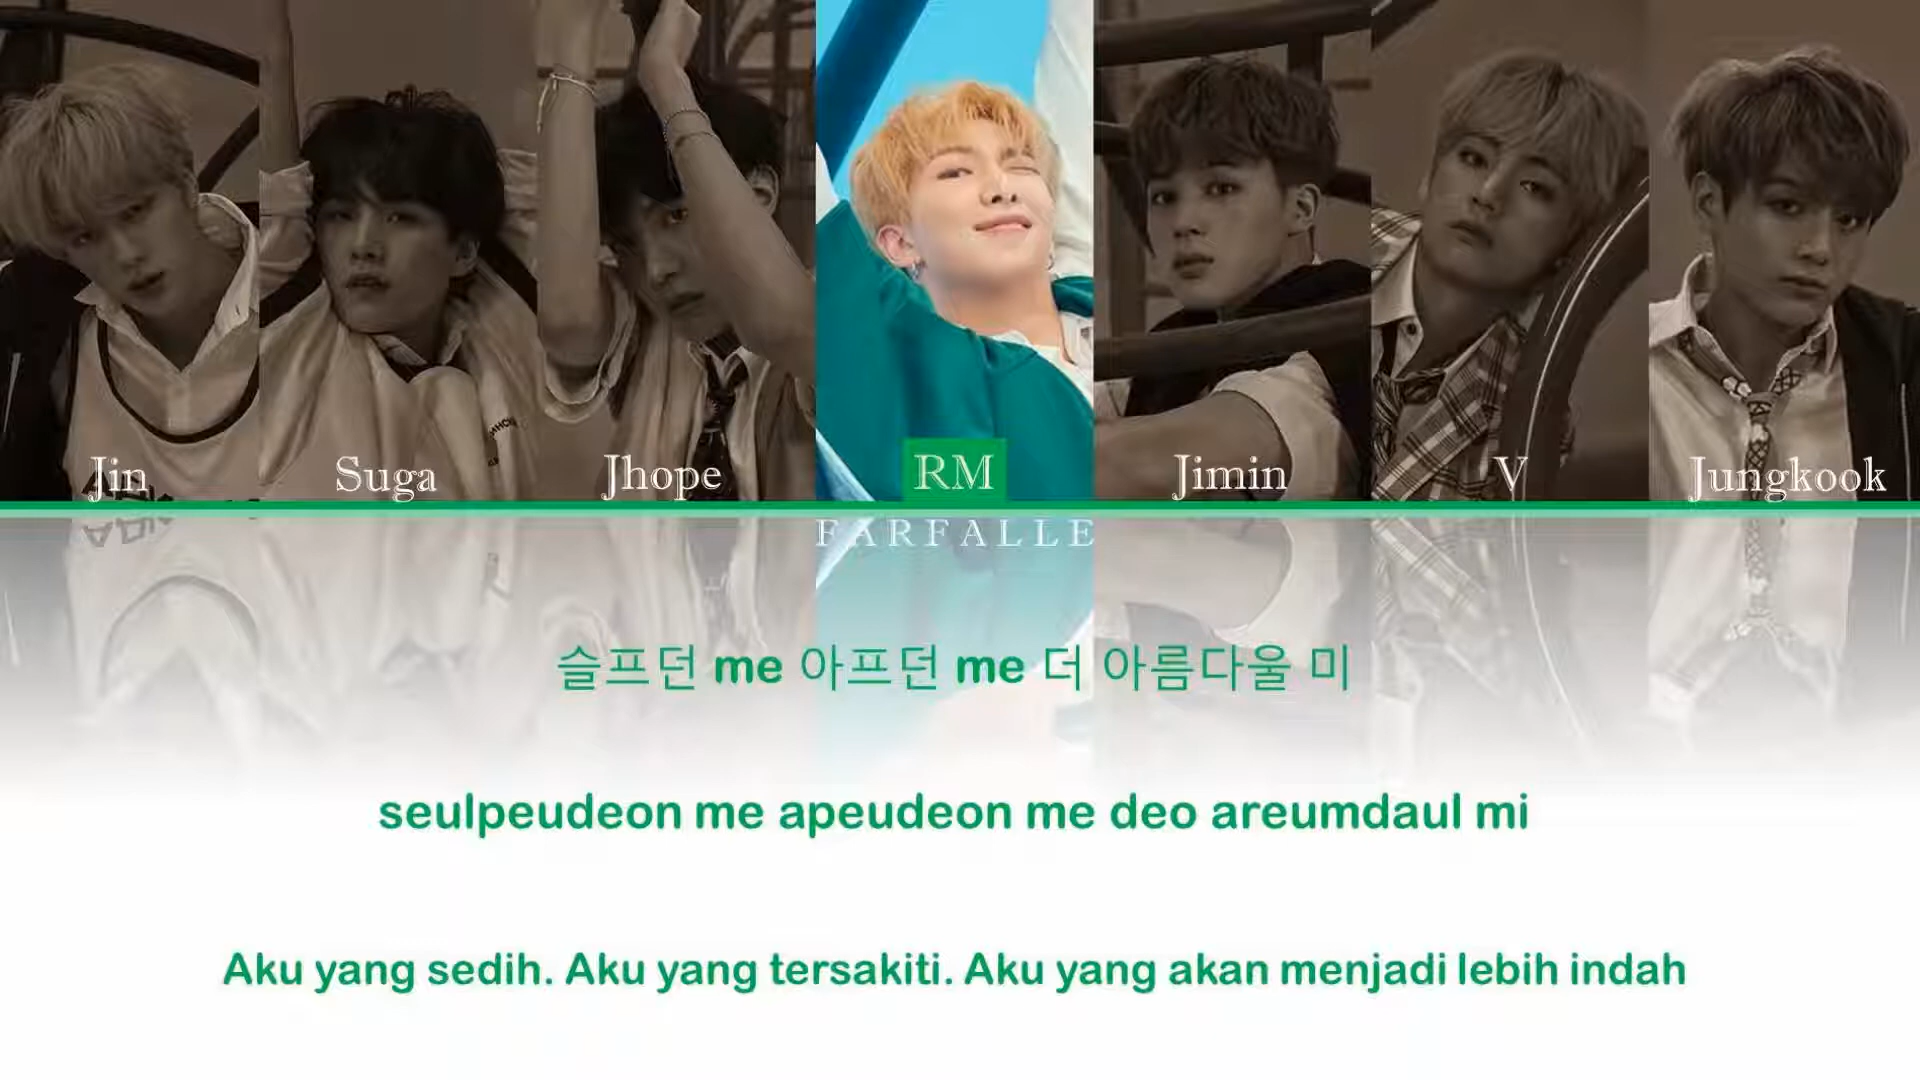 Jin Suga Jhope RM Jimin V Jungkook
FARFALLE
슬프던 me 아프던 me 더 아름다울 미
seulpeudeon me apeudeon me deo areumdaul mi
Aku yang sedih. Aku yang tersakiti. Aku yang akan menjadi lebih indah